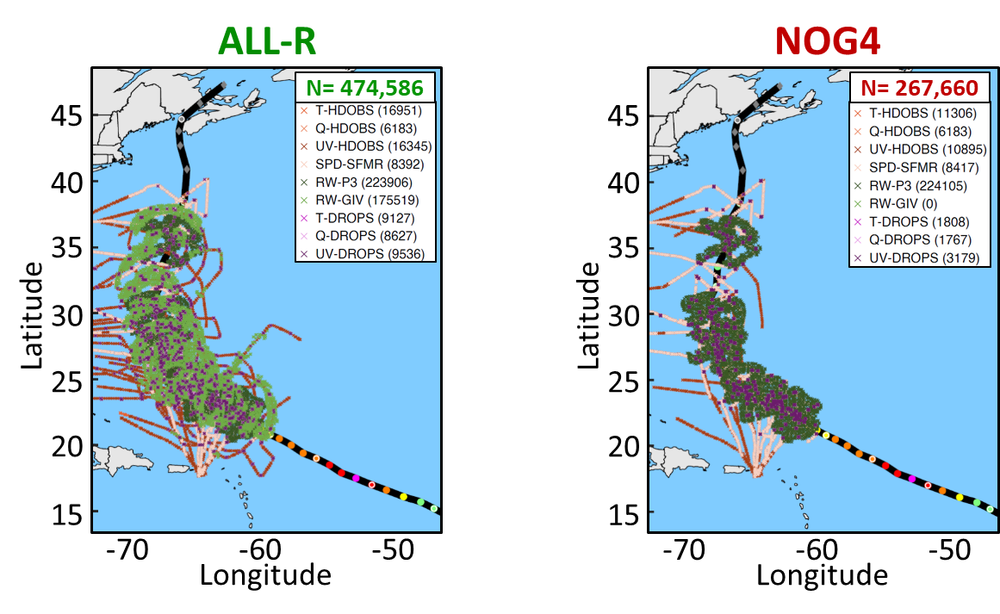 ALL-R
N= 474,586
T-HDOBS (16951)
Q-HDOBS (6183)
UV-HDOBS (16345)
SPD-SFMR (8392)
RW-P3 (223906)
RW-GIV (175519)
T-DROPS (9127)
Q-DROPS (8627)
UV-DROPS (9536)
45
40
35
30
25
20
15
Latitude
-70 -60 -50
Longitude
NOG4
N= 267,660
T-HDOBS (11306)
Q-HDOBS (6183)
UV-HDOBS (10895)
SPD-SFMR (8417)
RW-P3 (224105)
RW-GIV (0)
T-DROPS (1808)
Q-DROPS (1767)
UV-DROPS (3179)
45
40
35
30
25
20
15
Latitude
-70 -60 -50
Longitude